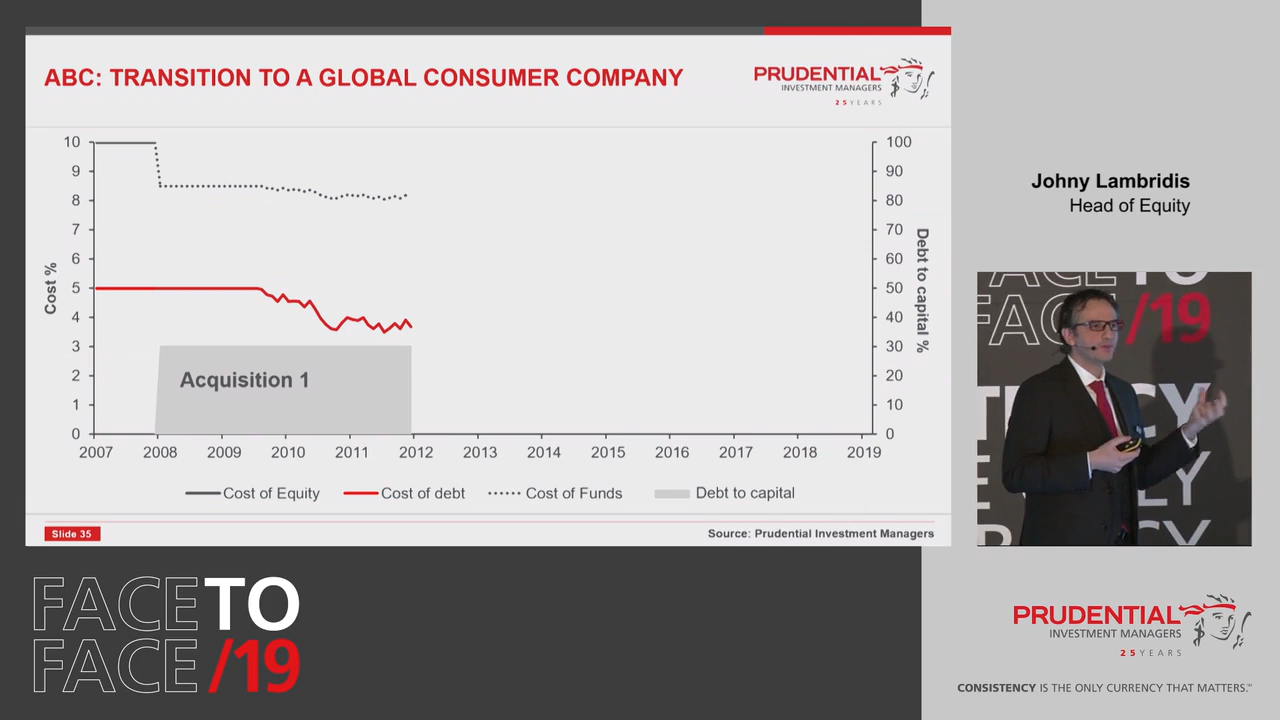 ABC: TRANSITION TO A GLOBAL CONSUMER COMPANY
PRUDENTIAL
INVESTMENT MANAGERS
25 YEARS
10
9
8
7
6
5
4
3
2
1
0
Cost %
100
90
80
70
60
50
40
30
20
10
0
Debt to capital %
Acquisition 1
2007 2008 2009 2010 2011 2012 2013 2014 2015 2016 2017 2018 2019
Cost of Equity Cost of debt Cost of Funds Debt to capital
Slide 35
Source: Prudential Investment Managers
Johny Lambridis
Head of Equity
TO
/19
FACE TO
FACE /19
PRUDENTIAL
INVESTMENT MANAGERS
25 YEARS
CONSISTENCY IS THE ONLY CURRENCY THAT MATTERS.™